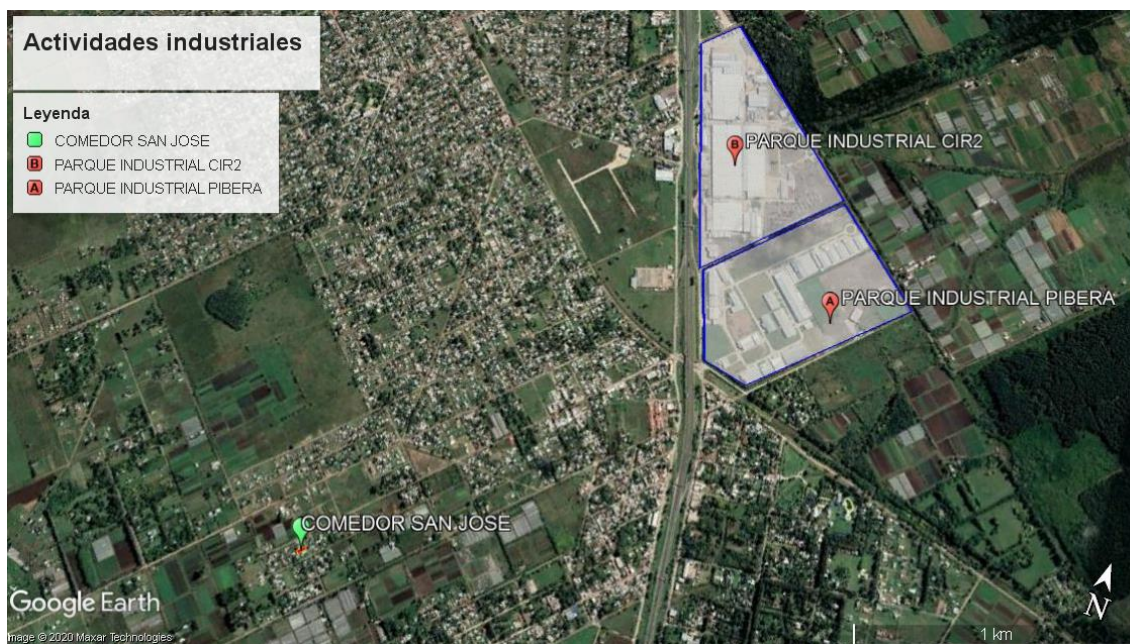 Actividades industriales
Leyenda
COMEDOR SAN JOSE
B PARQUE INDUSTRIAL CIR2
A PARQUE INDUSTRIAL PIBERA
B PARQUE INDUSTRIAL CIR2
A PARQUE INDUSTRIAL PIBERA
COMEDOR SAN JOSE
Google Earth
Image © 2020 Maxar Technologies
1 km
N